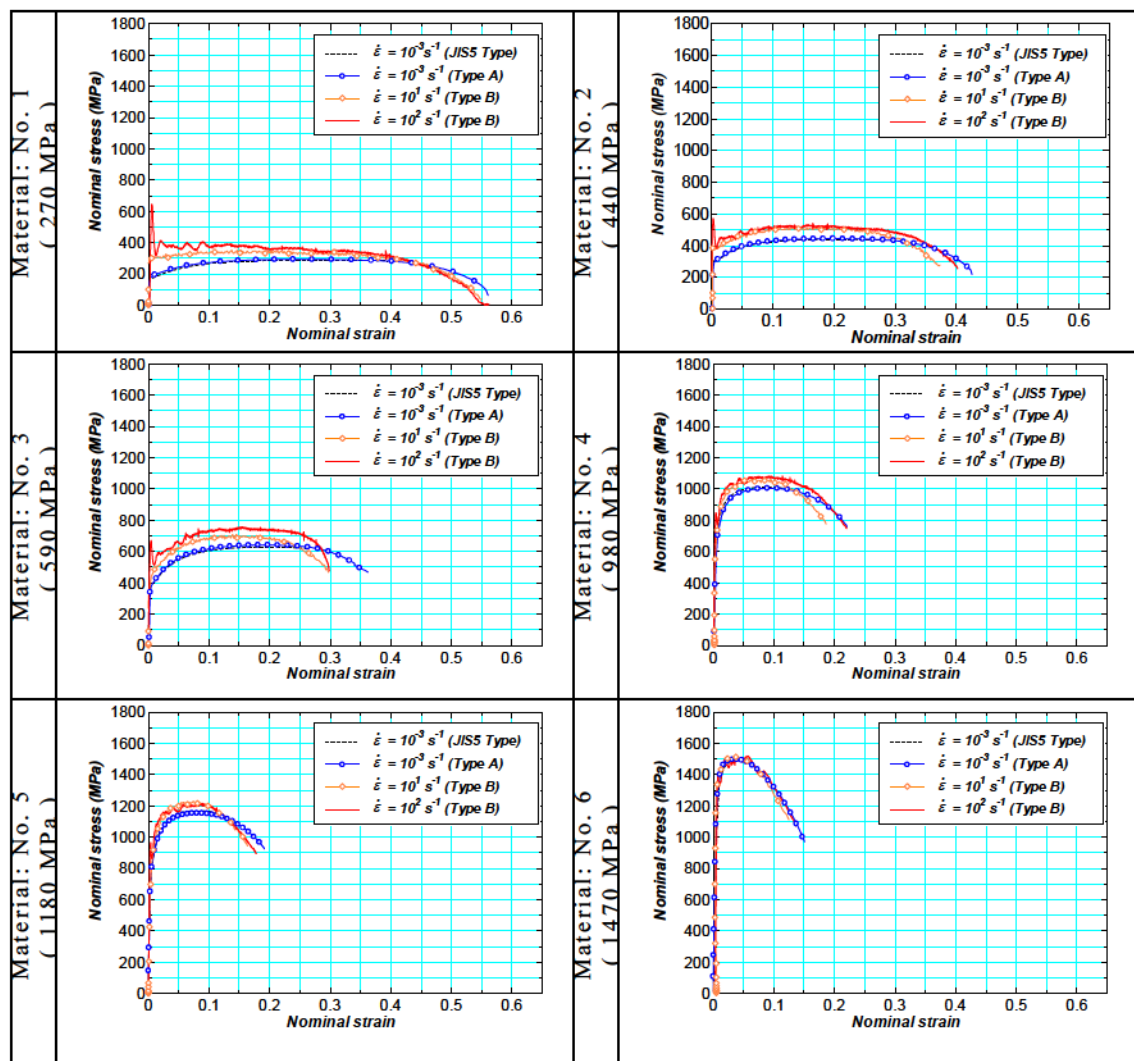 Material: No. 1
( 270 MPa )
Nominal stress (MPa)
1800
1600
1400
1200
1000
800
600
400
200
0
ε̇ = 10⁻³ s⁻¹ (JIS5 Type)
ε̇ = 10⁻³ s⁻¹ (Type A)
ε̇ = 10¹ s⁻¹ (Type B)
ε̇ = 10² s⁻¹ (Type B)
0 0.1 0.2 0.3 0.4 0.5 0.6
Nominal strain
Material: No. 2
( 440 MPa )
Nominal stress (MPa)
1800
1600
1400
1200
1000
800
600
400
200
0
ε̇ = 10⁻³ s⁻¹ (JIS5 Type)
ε̇ = 10⁻³ s⁻¹ (Type A)
ε̇ = 10¹ s⁻¹ (Type B)
ε̇ = 10² s⁻¹ (Type B)
0 0.1 0.2 0.3 0.4 0.5 0.6
Nominal strain
Material: No. 3
( 590 MPa )
Nominal stress (MPa)
1800
1600
1400
1200
1000
800
600
400
200
0
ε̇ = 10⁻³ s⁻¹ (JIS5 Type)
ε̇ = 10⁻³ s⁻¹ (Type A)
ε̇ = 10¹ s⁻¹ (Type B)
ε̇ = 10² s⁻¹ (Type B)
0 0.1 0.2 0.3 0.4 0.5 0.6
Nominal strain
Material: No. 4
( 980 MPa )
Nominal stress (MPa)
1800
1600
1400
1200
1000
800
600
400
200
0
ε̇ = 10⁻³ s⁻¹ (JIS5 Type)
ε̇ = 10⁻³ s⁻¹ (Type A)
ε̇ = 10¹ s⁻¹ (Type B)
ε̇ = 10² s⁻¹ (Type B)
0 0.1 0.2 0.3 0.4 0.5 0.6
Nominal strain
Material: No. 5
( 1180 MPa )
Nominal stress (MPa)
1800
1600
1400
1200
1000
800
600
400
200
0
ε̇ = 10⁻³ s⁻¹ (JIS5 Type)
ε̇ = 10⁻³ s⁻¹ (Type A)
ε̇ = 10¹ s⁻¹ (Type B)
ε̇ = 10² s⁻¹ (Type B)
0 0.1 0.2 0.3 0.4 0.5 0.6
Nominal strain
Material: No. 6
( 1470 MPa )
Nominal stress (MPa)
1800
1600
1400
1200
1000
800
600
400
200
0
ε̇ = 10⁻³ s⁻¹ (JIS5 Type)
ε̇ = 10⁻³ s⁻¹ (Type A)
ε̇ = 10¹ s⁻¹ (Type B)
ε̇ = 10² s⁻¹ (Type B)
0 0.1 0.2 0.3 0.4 0.5 0.6
Nominal strain